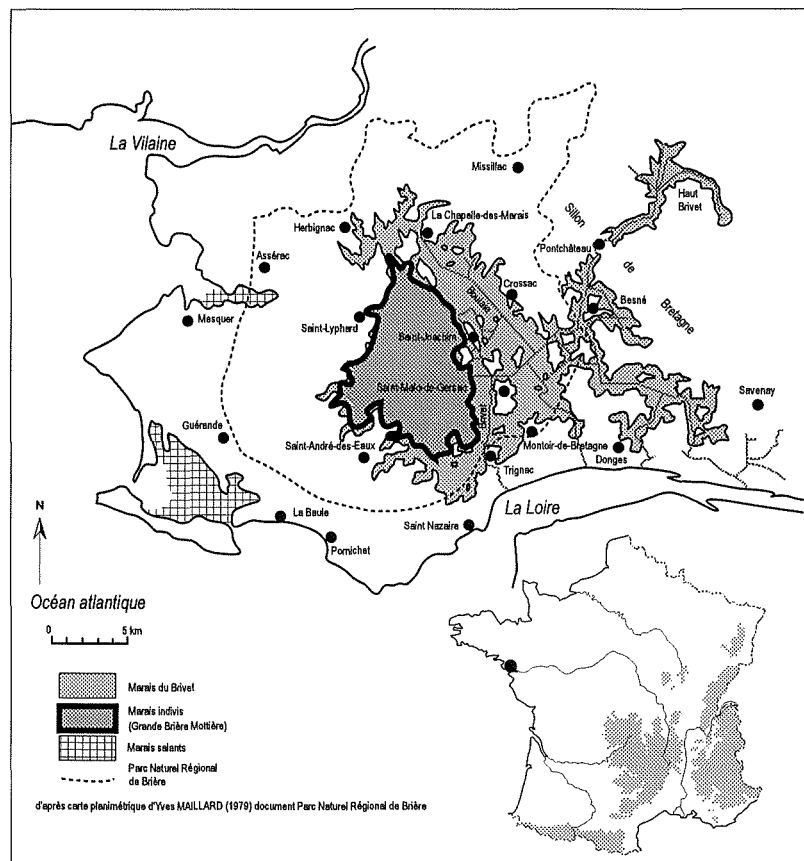 La Vilaine
Missillac
Haut
Brivet
Sillon
de
Bretagne
La Chapelle-des-Marais
Herbignac
Pontchâteau
Assérac
Crossac
Besné
Mesquer
Saint-Lyphard
Saint-Joachim
Saint-Malo-de-Gersac
Brivet
Savenay
Guérande
Saint-André-des-Eaux
Montoir-de-Bretagne
Donges
Trignac
La Loire
N
La Baule
Saint Nazaire
Pornichet
Océan atlantique
0 5 km
Marais du Brivet
Marais indivis
(Grande Brière Mottière)
Marais salants
Parc Naturel Régional
de Brière
d'après carte planimétrique d'Yves MAILLARD (1979) document Parc Naturel Régional de Brière